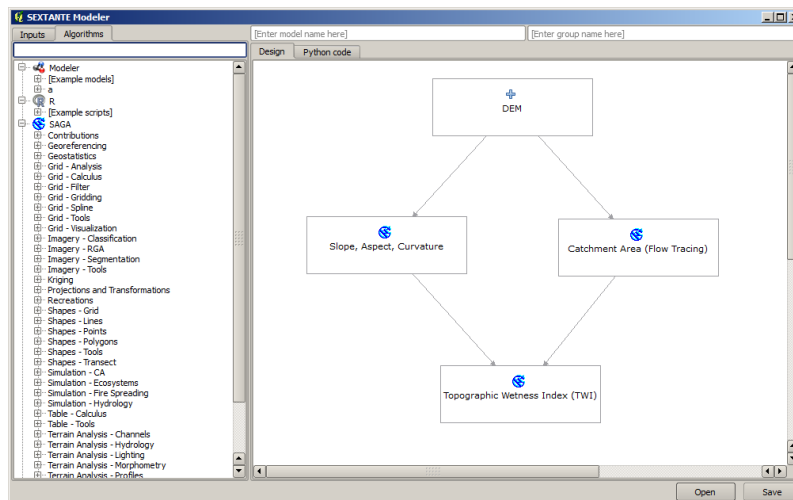 SEXTANTE Modeler
Inputs
Algorithms
[Enter model name here]
[Enter group name here]
Design
Python code
Modeler
[Example models]
a
R
[Example scripts]
SAGA
Contributions
Georeferencing
Geostatistics
Grid - Analysis
Grid - Calculus
Grid - Filter
Grid - Gridding
Grid - Spline
Grid - Tools
Grid - Visualization
Imagery - Classification
Imagery - RGA
Imagery - Segmentation
Imagery - Tools
Kriging
Projections and Transformations
Recreations
Shapes - Grid
Shapes - Lines
Shapes - Points
Shapes - Polygons
Shapes - Tools
Shapes - Transect
Simulation - CA
Simulation - Ecosystems
Simulation - Fire Spreading
Simulation - Hydrology
Table - Calculus
Table - Tools
Terrain Analysis - Channels
Terrain Analysis - Hydrology
Terrain Analysis - Lighting
Terrain Analysis - Morphometry
Terrain Analysis - Profiles
DEM
Slope, Aspect, Curvature
Catchment Area (Flow Tracing)
Topographic Wetness Index (TWI)
Open
Save